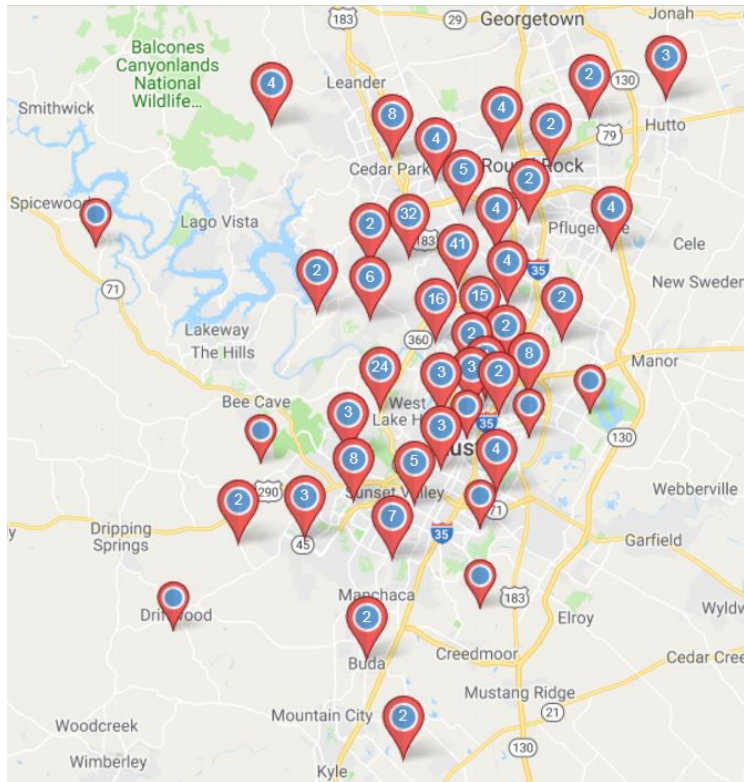 183
29
Georgetown
Jonah
Balcones
Canyonlands
National
Wildlife...
Leander
130
3
2
4
Smithwick
8
4
4
2
79
Hutto
Cedar Park
Round Rock
5
2
Spicewood
Lago Vista
2
32
4
4
183
Pfluger
Cele
41
4
2
6
35
New Sweden
71
16
15
2
Lakeway
The Hills
2
2
360
8
Manor
24
3
3
2
Bee Cave
West
Lake H
3
3
35
130
8
5
4
Sunset Valley
Webberville
2
290
3
71
Dripping
Springs
7
35
Garfield
45
Driftwood
Manchaca
183
Elroy
Wyldw
2
Buda
Creedmoor
Cedar Cree
Mustang Ridge
2
Mountain City
21
Woodcreek
130
Wimberley
Kyle